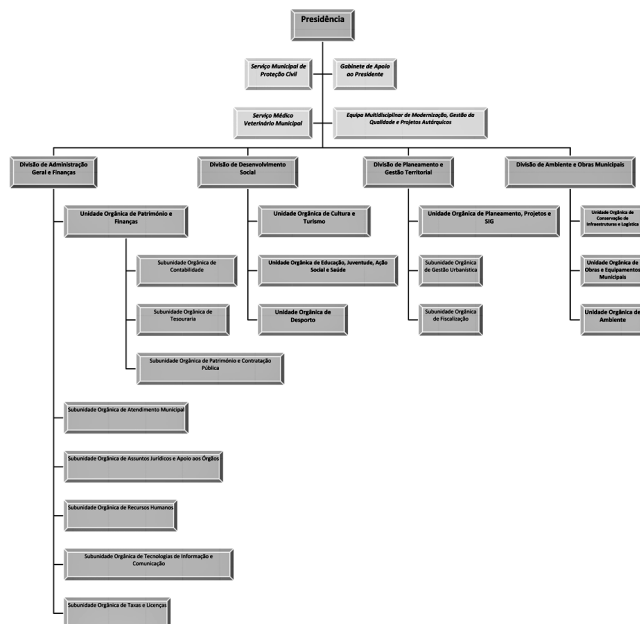 Presidência
Serviço Municipal de
Proteção Civil
Gabinete de Apoio
ao Presidente
Serviço Médico
Veterinário Municipal
Equipa Multidisciplinar de Modernização, Gestão da
Qualidade e Projetos Autárquicos
Divisão de Administração
Geral e Finanças
Unidade Orgânica de Património e
Finanças
Subunidade Orgânica de
Contabilidade
Subunidade Orgânica de
Tesouraria
Subunidade Orgânica de Património e Contratação
Pública
Subunidade Orgânica de Atendimento Municipal
Subunidade Orgânica de Assuntos Jurídicos e Apoio aos Órgãos
Subunidade Orgânica de Recursos Humanos
Subunidade Orgânica de Tecnologias de Informação e
Comunicação
Subunidade Orgânica de Taxas e Licenças
Divisão de Desenvolvimento
Social
Unidade Orgânica de Cultura e
Turismo
Unidade Orgânica de Educação, Juventude, Ação
Social e Saúde
Unidade Orgânica de
Desporto
Divisão de Planeamento e
Gestão Territorial
Unidade Orgânica de Planeamento, Projetos e
SIG
Subunidade Orgânica
de Gestão Urbanística
Subunidade Orgânica
de Fiscalização
Divisão de Ambiente e Obras Municipais
Unidade Orgânica de
Conservação de
Infraestruturas e Logística
Unidade Orgânica de
Obras e Equipamentos
Municipais
Unidade Orgânica de
Ambiente